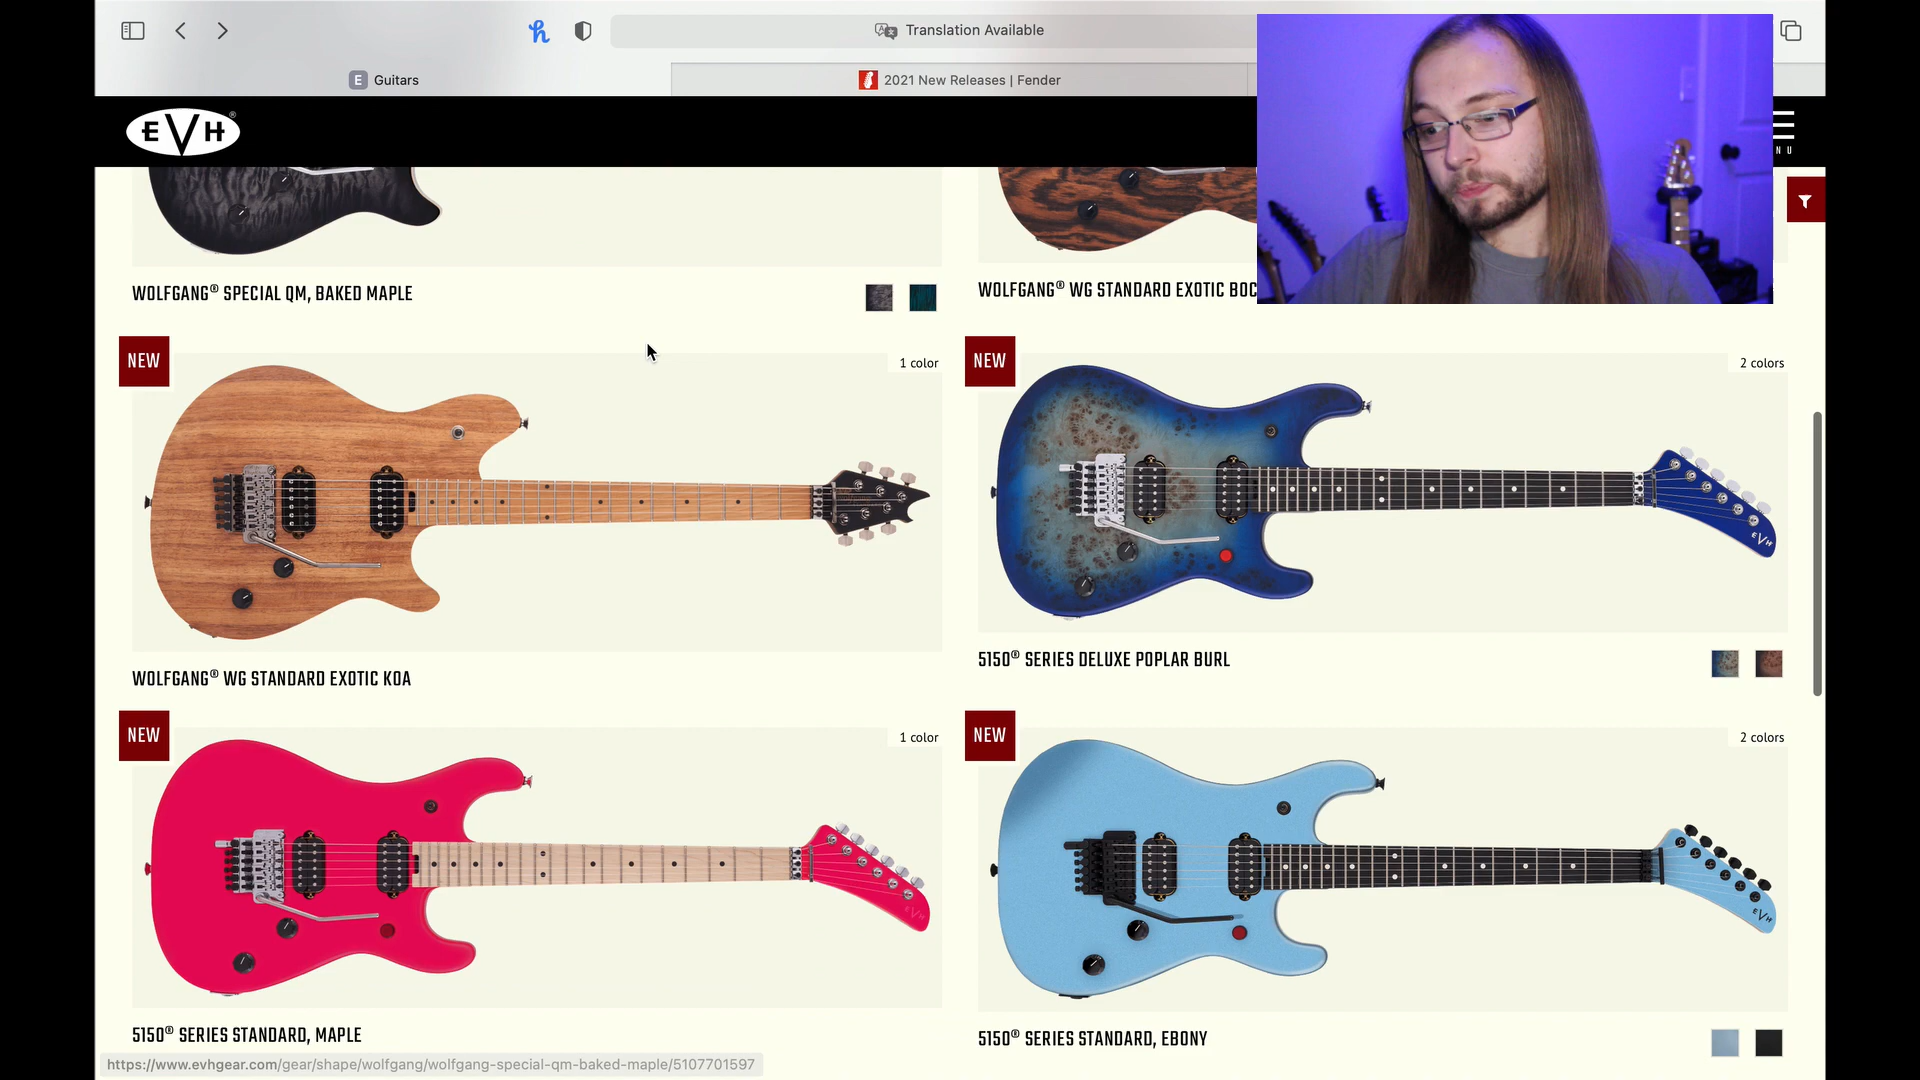 Translation Available
E Guitars
2021 New Releases | Fender
EVH®
N U
WOLFGANG® SPECIAL QM, BAKED MAPLE
WOLFGANG® WG STANDARD EXOTIC BOC
NEW
1 color
NEW
2 colors
EVH
WOLFGANG® WG STANDARD EXOTIC KOA
5150® SERIES DELUXE POPLAR BURL
NEW
1 color
NEW
2 colors
EVH
EVH
5150® SERIES STANDARD, MAPLE
5150® SERIES STANDARD, EBONY
https://www.evhgear.com/gear/shape/wolfgang/wolfgang-special-qm-baked-maple/5107701597